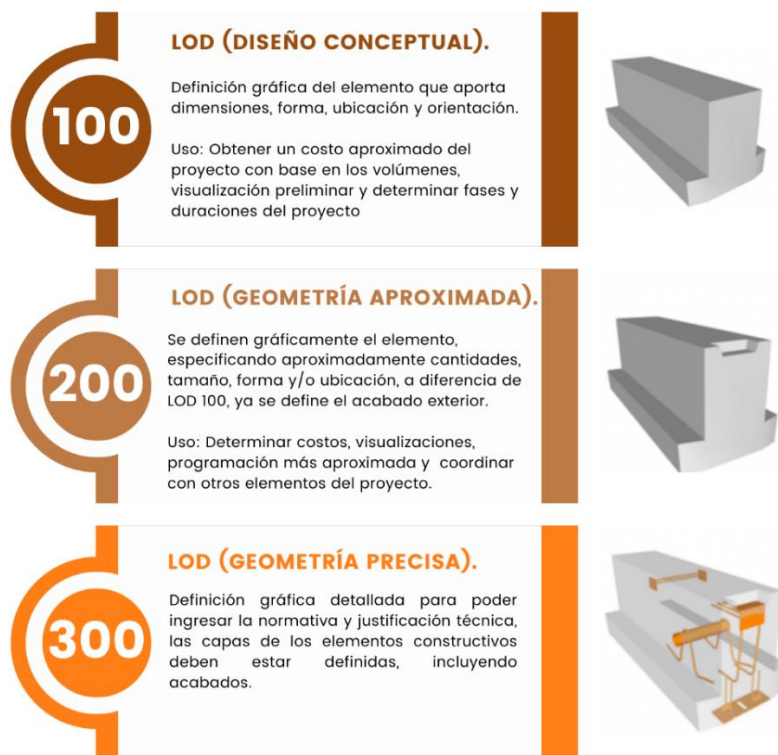 LOD (DISEÑO CONCEPTUAL).
100
Definición gráfica del elemento que aporta
dimensiones, forma, ubicación y orientación.
Uso: Obtener un costo aproximado del
proyecto con base en los volúmenes,
visualización preliminar y determinar fases y
duraciones del proyecto
LOD (GEOMETRÍA APROXIMADA).
200
Se definen gráficamente el elemento,
especificando aproximadamente cantidades,
tamaño, forma y/o ubicación, a diferencia de
LOD 100, ya se define el acabado exterior.
Uso: Determinar costos, visualizaciones,
programación más aproximada y coordinar
con otros elementos del proyecto.
LOD (GEOMETRÍA PRECISA).
300
Definición gráfica detallada para poder
ingresar la normativa y justificación técnica,
las capas de los elementos constructivos
deben estar definidas, incluyendo
acabados.